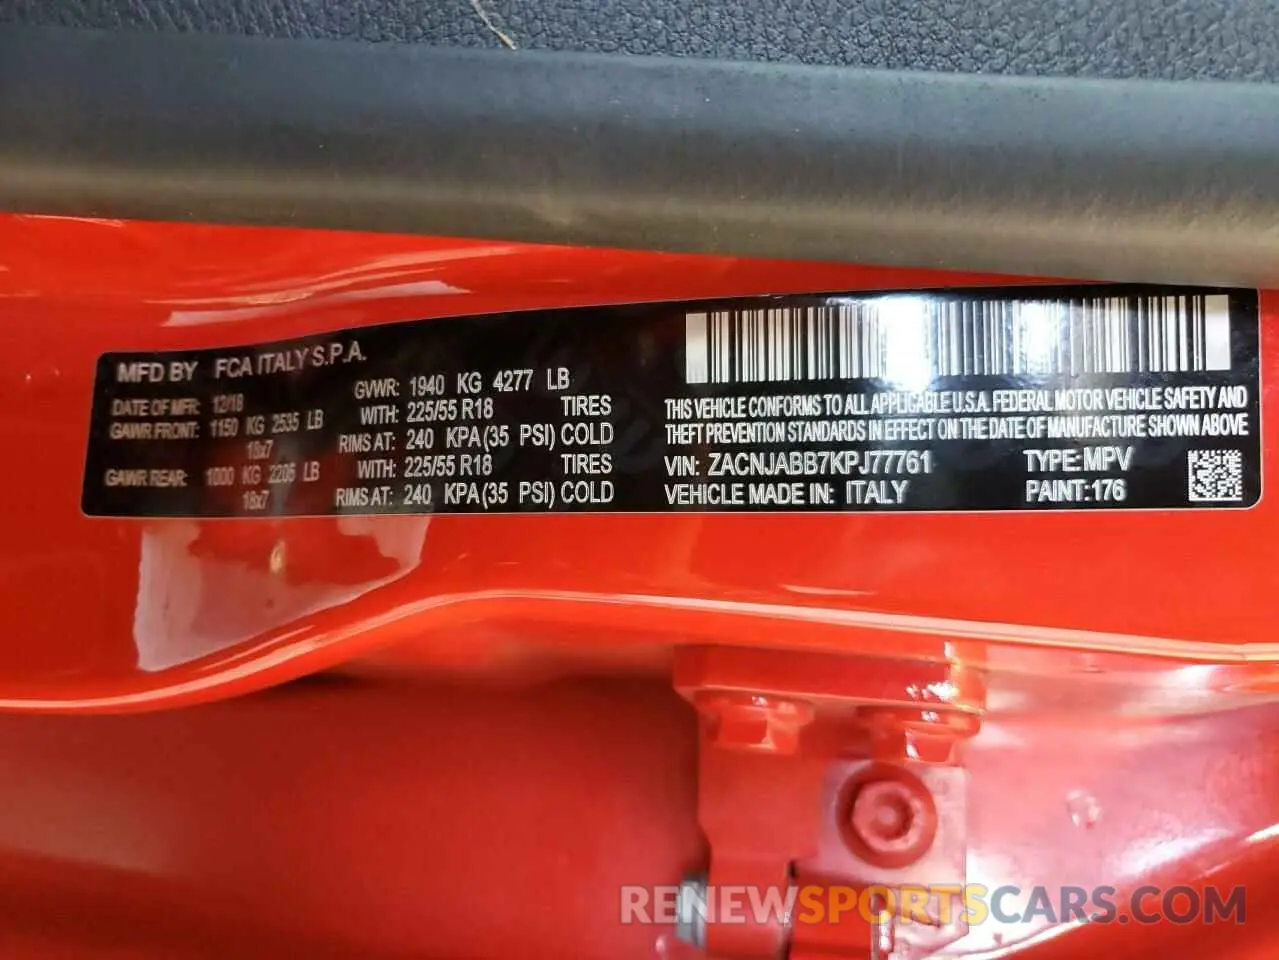 MFD BY FCA ITALY S.P.A.
DATE OF MFR: 12/18 GVWR: 1940 KG 4277 LB
GAWR FRONT: 1150 KG 2535 LB WITH: 225/55 R18 TIRES
18x7 RIMS AT: 240 KPA (35 PSI) COLD
GAWR REAR: 1000 KG 2205 LB WITH: 225/55 R18 TIRES
18x7 RIMS AT: 240 KPA (35 PSI) COLD
THIS VEHICLE CONFORMS TO ALL APPLICABLE U.S.A. FEDERAL MOTOR VEHICLE SAFETY AND
THEFT PREVENTION STANDARDS IN EFFECT ON THE DATE OF MANUFACTURE SHOWN ABOVE
VIN: ZACNJABB7KPJ77761 TYPE: MPV
VEHICLE MADE IN: ITALY PAINT: 176
RENEWSPORTSCARS.COM